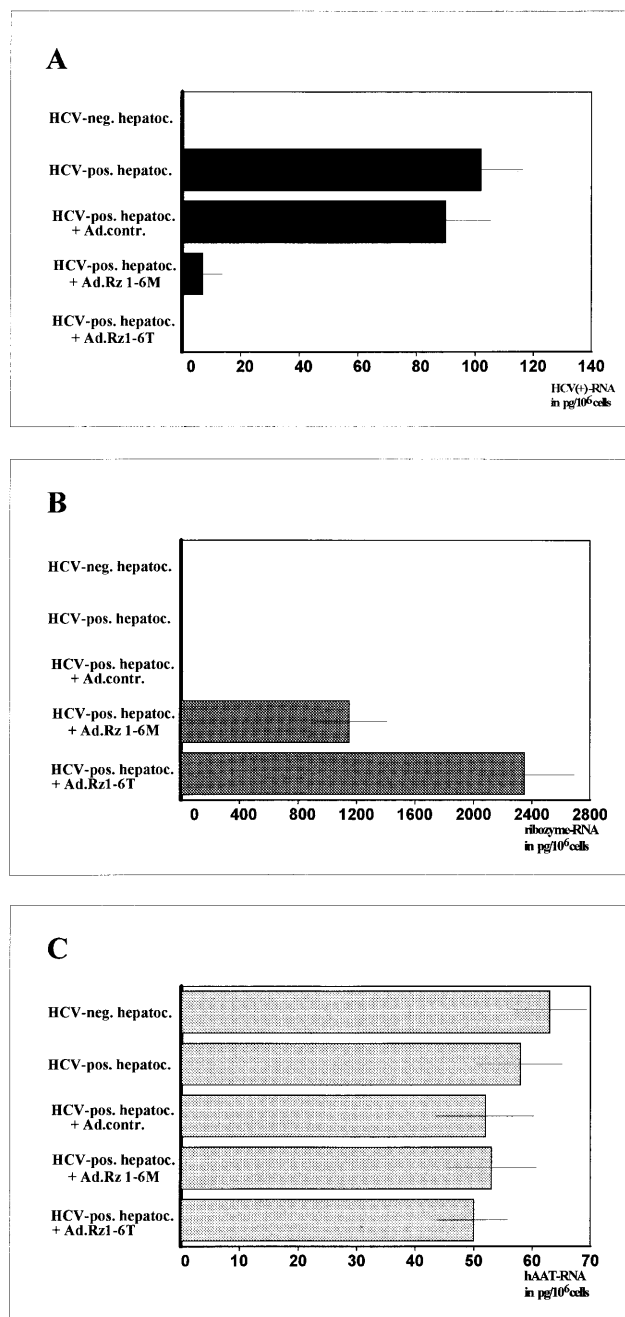 A
HCV-neg. hepatoc.
HCV-pos. hepatoc.
HCV-pos. hepatoc.
+ Ad.contr.
HCV-pos. hepatoc.
+ Ad.Rz 1-6M
HCV-pos. hepatoc.
+ Ad.Rz1-6T
0 20 40 60 80 100 120 140
HCV(+)-RNA
in pg/10⁶cells
B
HCV-neg. hepatoc.
HCV-pos. hepatoc.
HCV-pos. hepatoc.
+ Ad.contr.
HCV-pos. hepatoc.
+ Ad.Rz 1-6M
HCV-pos. hepatoc.
+ Ad.Rz1-6T
0 400 800 1200 1600 2000 2400 2800
ribozyme-RNA
in pg/10⁶cells
C
HCV-neg. hepatoc.
HCV-pos. hepatoc.
HCV-pos. hepatoc.
+ Ad.contr.
HCV-pos. hepatoc.
+ Ad.Rz 1-6M
HCV-pos. hepatoc.
+ Ad.Rz1-6T
0 10 20 30 40 50 60 70
hAAT-RNA
in pg/10⁶cells